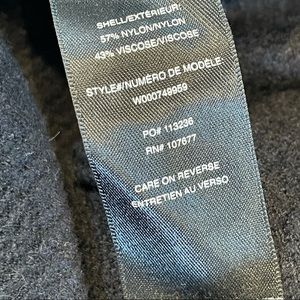 SHELL/EXTÉRIEUR:
57% NYLON/NYLON
43% VISCOSE/VISCOSE
STYLE#/NUMÉRO DE MODÈLE:
W000749959
PO# 113236
RN# 107677
CARE ON REVERSE
ENTRETIEN AU VERSO